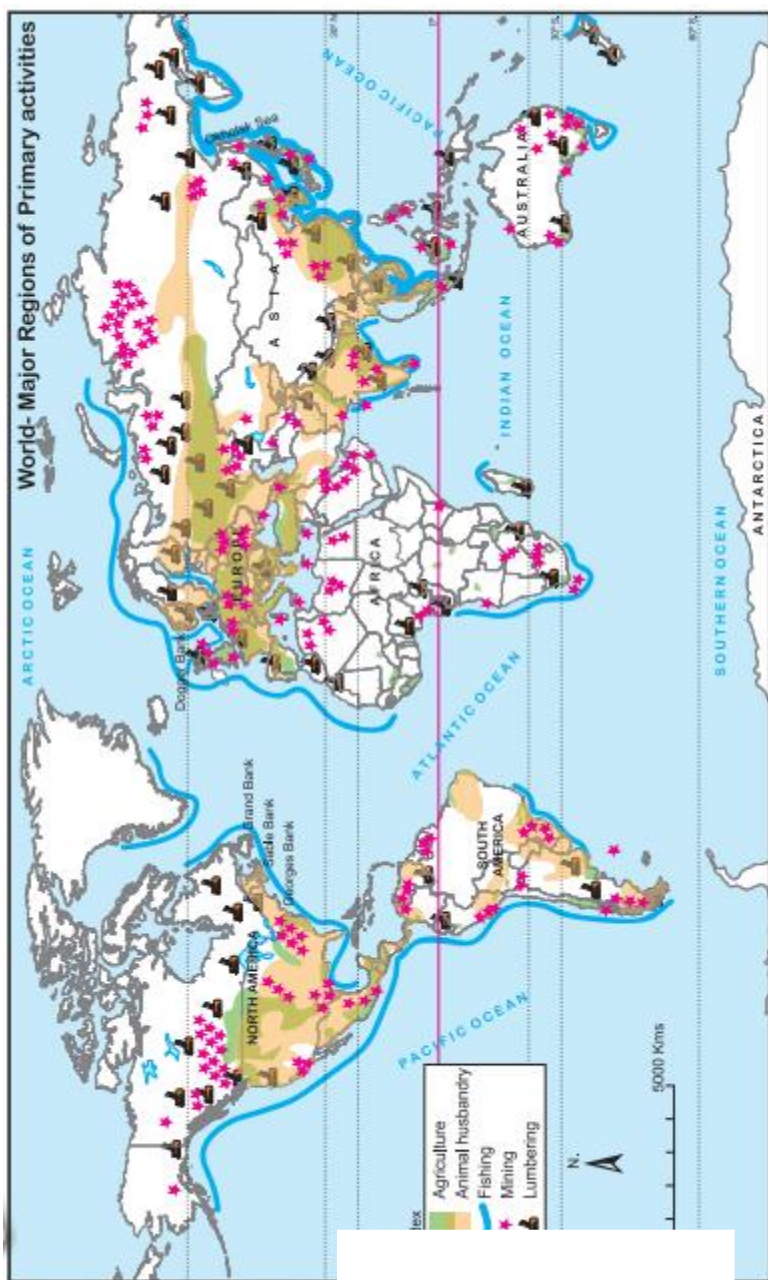 World- Major Regions of Primary activities
ARCTIC OCEAN
Dogger Bank
EUROPE
ASIA
Okhotsk Sea
PACIFIC OCEAN
NORTH AMERICA
Grand Bank
Sable Bank
Georges Bank
AFRICA
ATLANTIC OCEAN
INDIAN OCEAN
PACIFIC OCEAN
SOUTH
AMERICA
AUSTRALIA
SOUTHERN OCEAN
ANTARCTICA
dex
Agriculture
Animal husbandry
Fishing
Mining
Lumbering
N.
5000 Kms